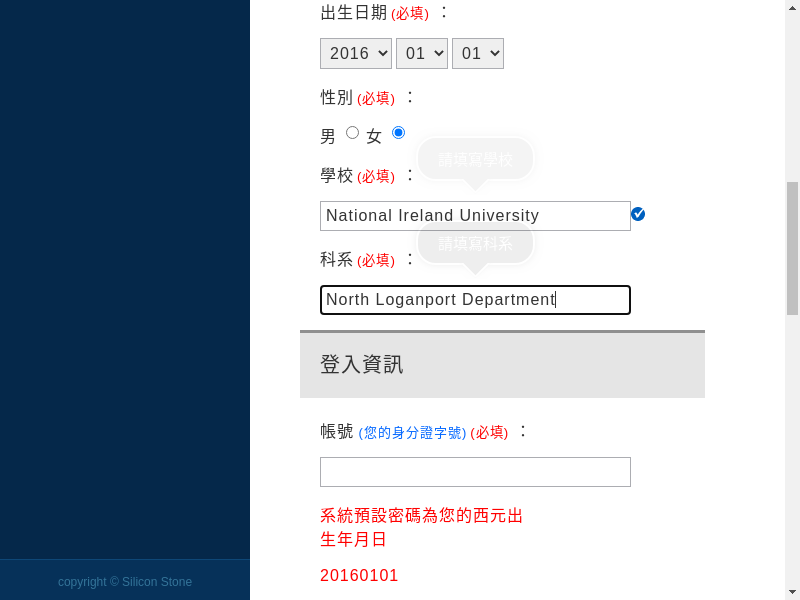 出生日期 (必填) ：
2016 01 01
性別 (必填) ：
男 女
請填寫學校
學校 (必填) ：
National Ireland University
請填寫科系
科系 (必填) ：
North Loganport Department
登入資訊
帳號 (您的身分證字號) (必填) ：
系統預設密碼為您的西元出
生年月日
20160101
copyright © Silicon Stone